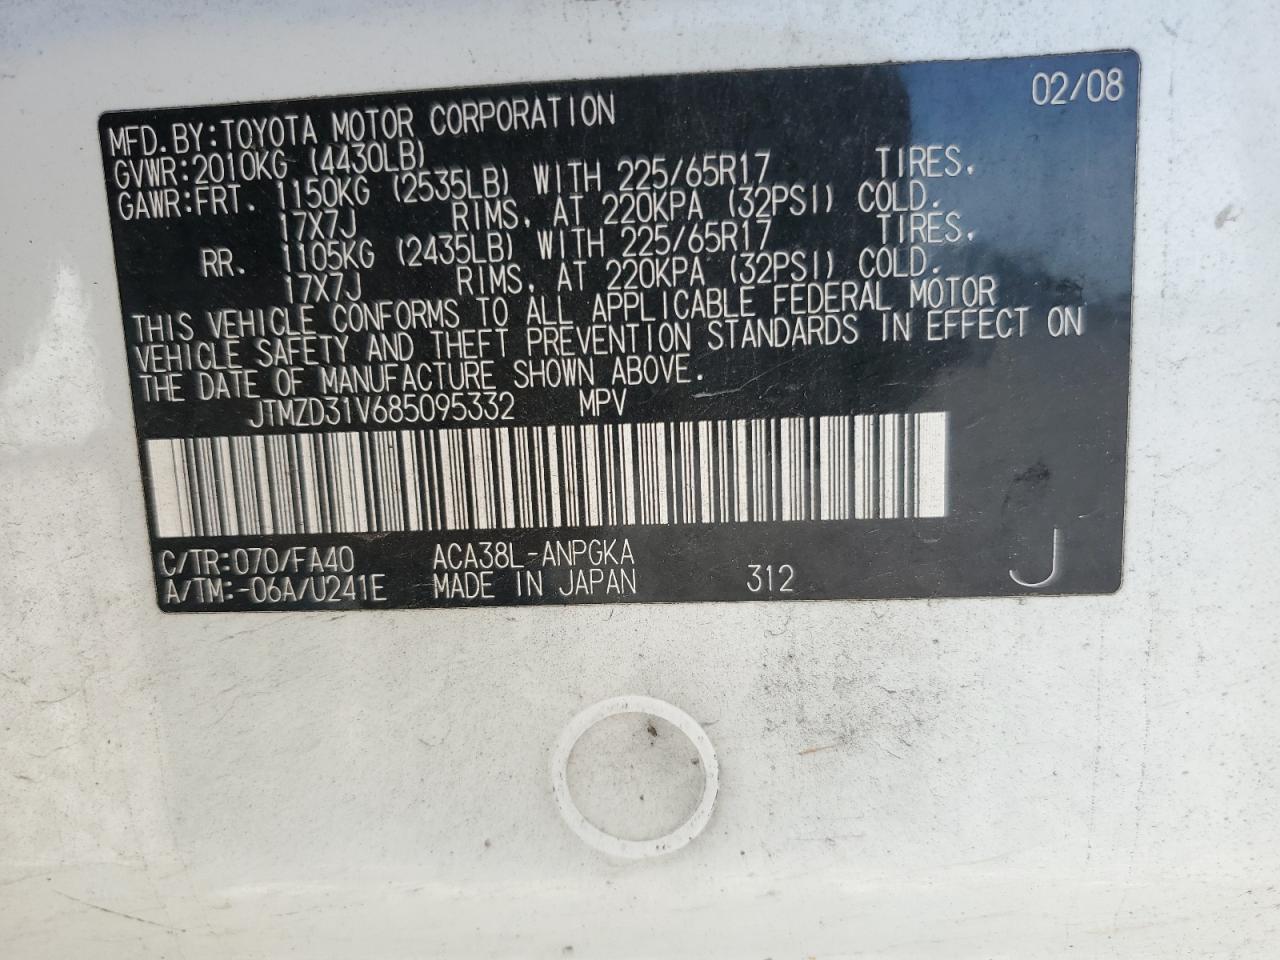 02/08
MFD.BY:TOYOTA MOTOR CORPORATION
GVWR:2010KG (4430LB)
GAWR:FRT. 1150KG (2535LB) WITH 225/65R17 TIRES,
17X7J RIMS, AT 220KPA (32PSI) COLD.
RR. 1105KG (2435LB) WITH 225/65R17 TIRES,
17X7J RIMS, AT 220KPA (32PSI) COLD.
THIS VEHICLE CONFORMS TO ALL APPLICABLE FEDERAL MOTOR
VEHICLE SAFETY AND THEFT PREVENTION STANDARDS IN EFFECT ON
THE DATE OF MANUFACTURE SHOWN ABOVE.
JTMZD31V685095332 MPV
C/TR:070/FA40 ACA38L-ANPGKA
A/TM:-06A/U241E MADE IN JAPAN 312 J